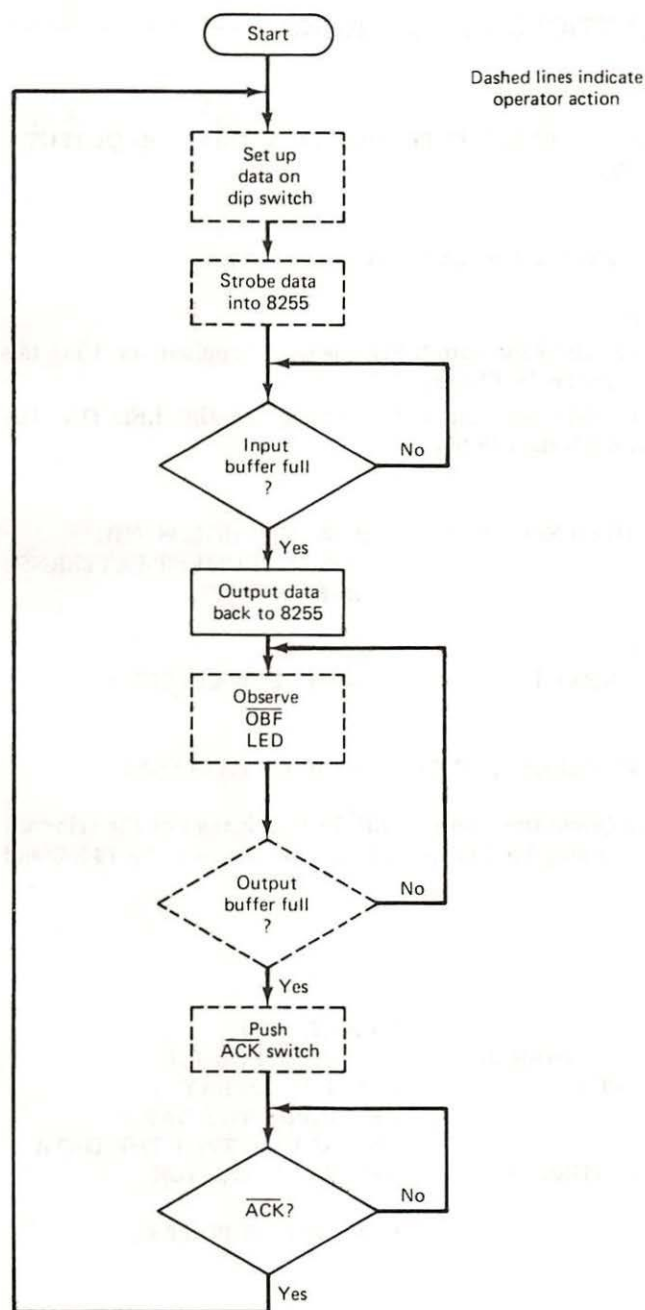 Start
Dashed lines indicate
operator action
Set up
data on
dip switch
Strobe data
into 8255
Input
buffer full
?
No
Yes
Output data
back to 8255
Observe
OBF
LED
Output
buffer full
?
No
Yes
Push
ACK switch
ACK?
No
Yes